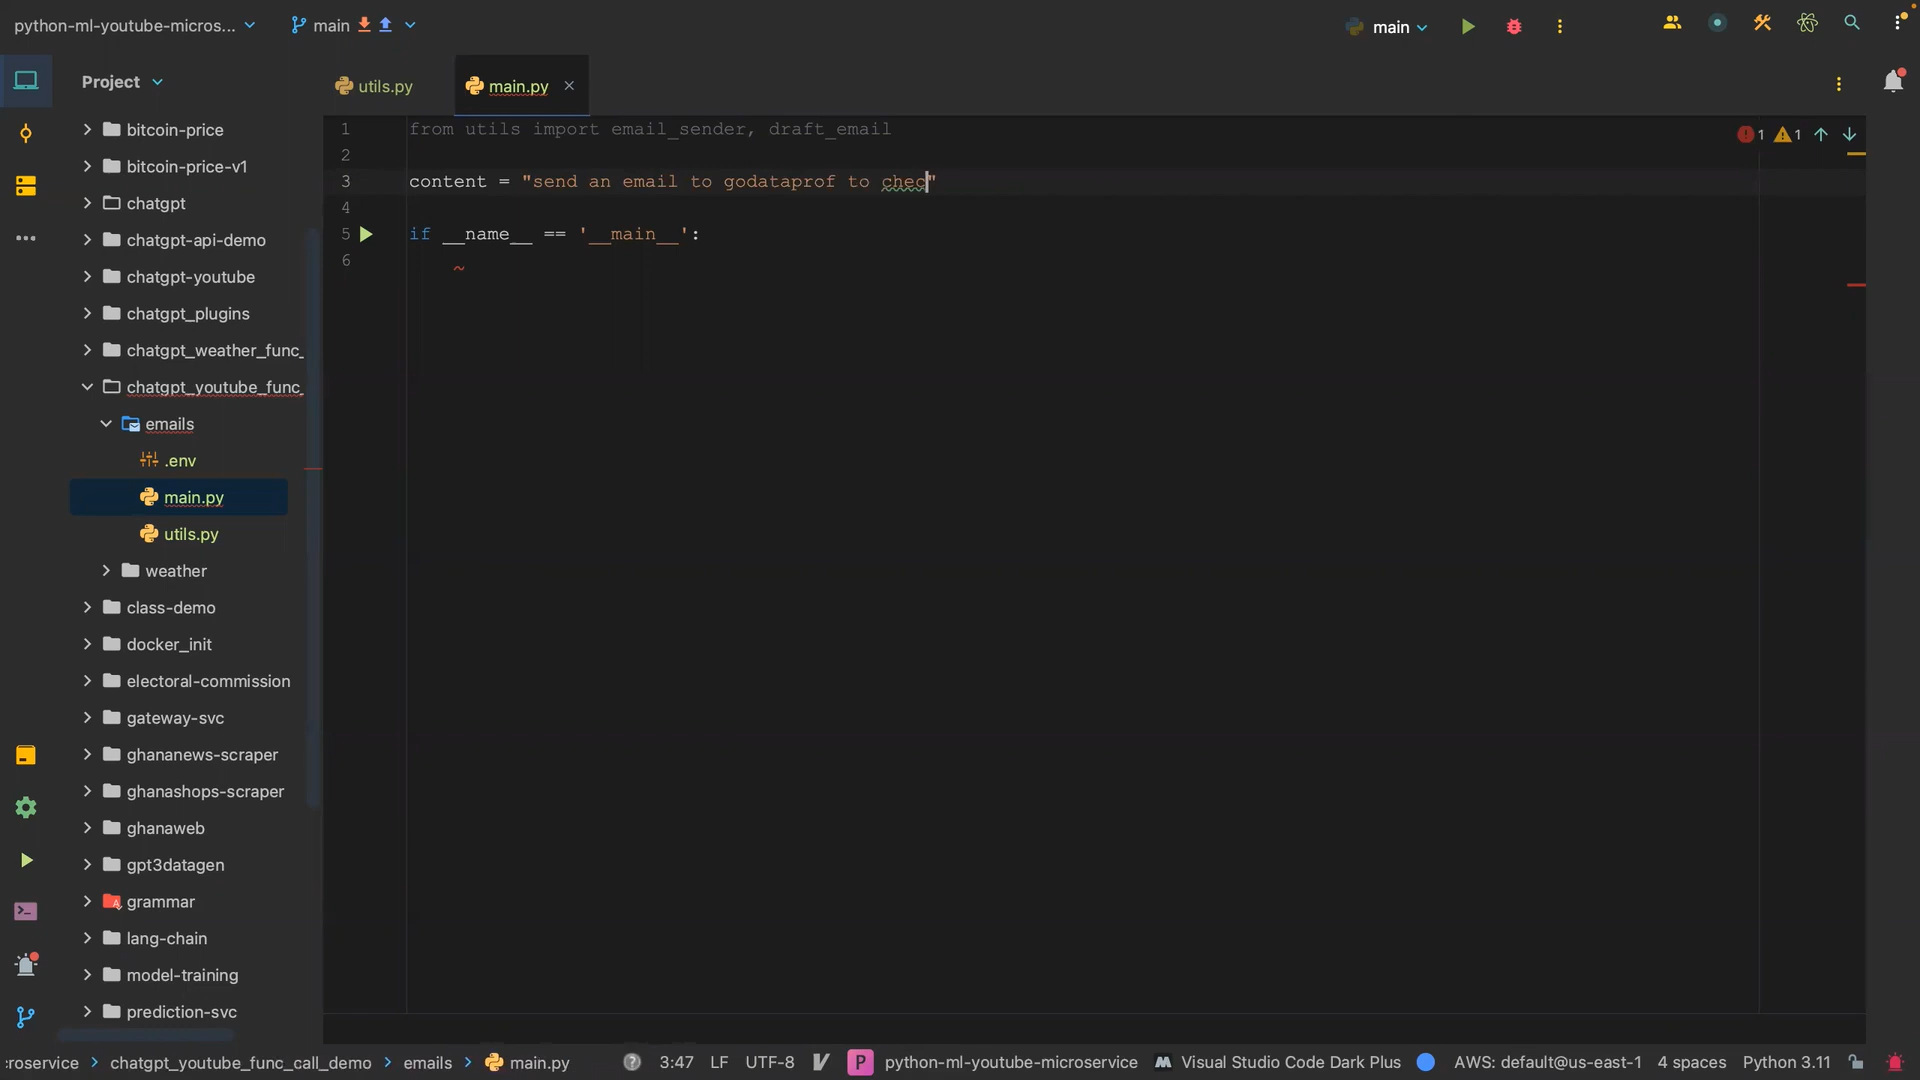 python-ml-youtube-micros...
main
main
Project
utils.py
main.py
bitcoin-price
bitcoin-price-v1
chatgpt
chatgpt-api-demo
chatgpt-youtube
chatgpt_plugins
chatgpt_weather_func_
chatgpt_youtube_func_
emails
.env
main.py
utils.py
weather
class-demo
docker_init
electoral-commission
gateway-svc
ghananews-scraper
ghanashops-scraper
ghanaweb
gpt3datagen
grammar
lang-chain
model-training
prediction-svc
1 from utils import email_sender, draft_email
2
3 content = "send an email to godataprof to chec"
4
5 if __name__ == '__main__':
6
1 1
croservice > chatgpt_youtube_func_call_demo > emails > main.py
3:47 LF UTF-8 P python-ml-youtube-microservice Visual Studio Code Dark Plus AWS: default@us-east-1 4 spaces Python 3.11